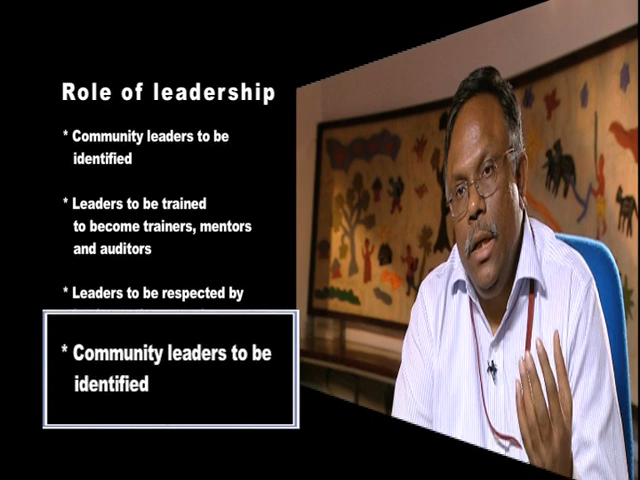 Role of leadership
* Community leaders to be
identified
* Leaders to be trained
to become trainers, mentors
and auditors
* Leaders to be respected by
* Community leaders to be
identified